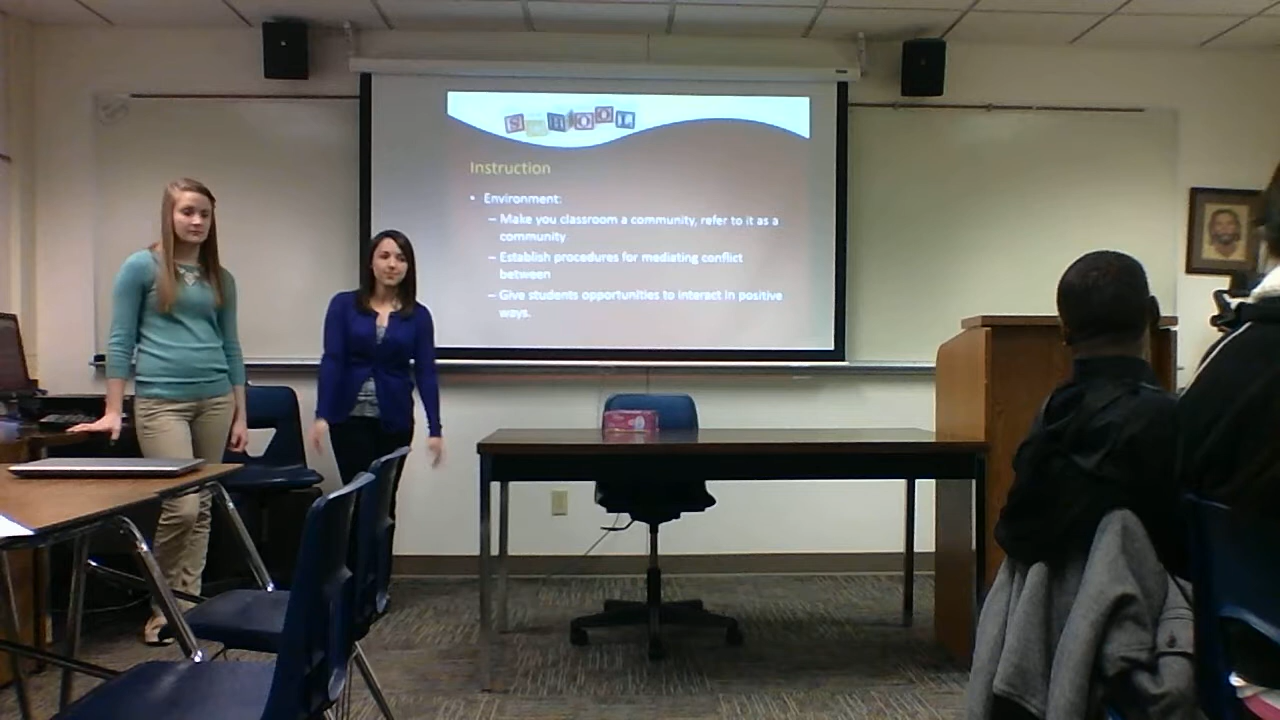 SCHOOL
Instruction
• Environment:
– Make you classroom a community, refer to it as a
community
– Establish procedures for mediating conflict
between
– Give students opportunities to interact in positive
ways.